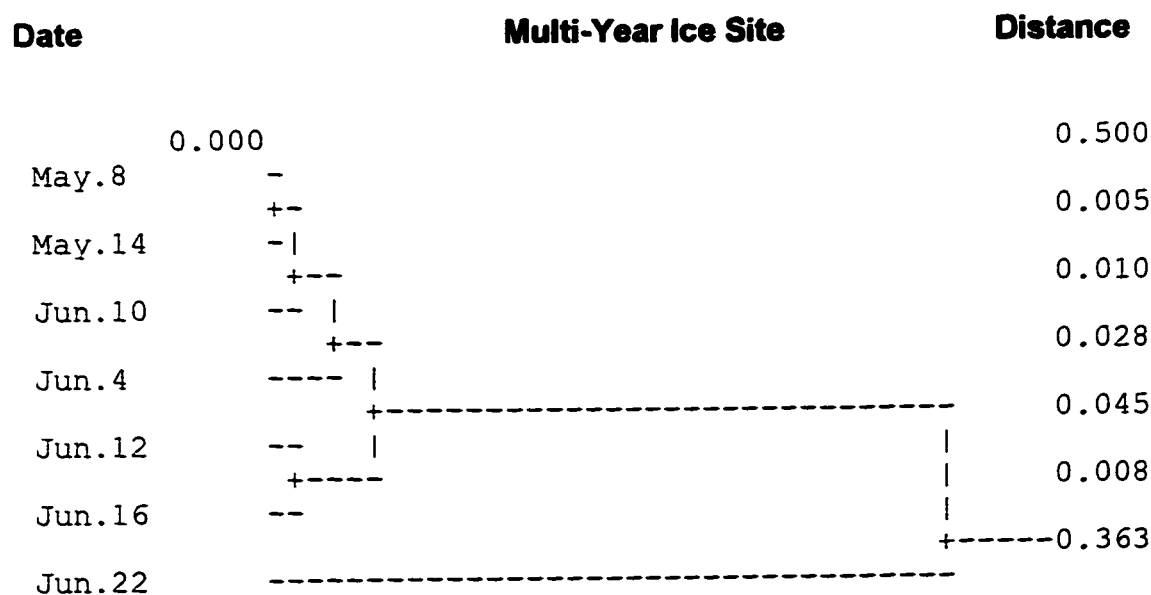 Date Multi-Year Ice Site Distance
0.000 0.500
May.8 -
+- 0.005
May.14 -|
+-- 0.010
Jun.10 -- |
+-- 0.028
Jun.4 ---- |
+---------------------------------- 0.045
Jun.12 -- | |
+---- | 0.008
Jun.16 -- |
+-----0.363
Jun.22 -----------------------------------------